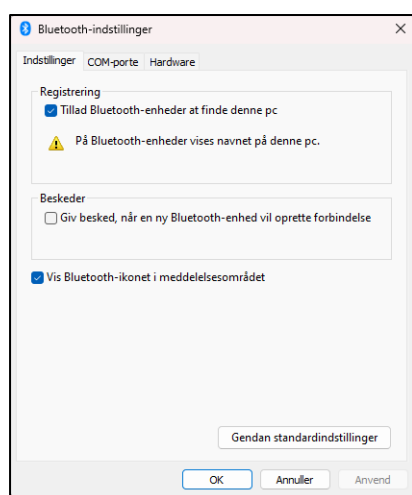 Bluetooth-indstillinger
Indstillinger COM-porte Hardware
Registrering
Tillad Bluetooth-enheder at finde denne pc
På Bluetooth-enheder vises navnet på denne pc.
Beskeder
Giv besked, når en ny Bluetooth-enhed vil oprette forbindelse
Vis Bluetooth-ikonet i meddelelsesområdet
Gendan standardindstillinger
OK Annuller Anvend